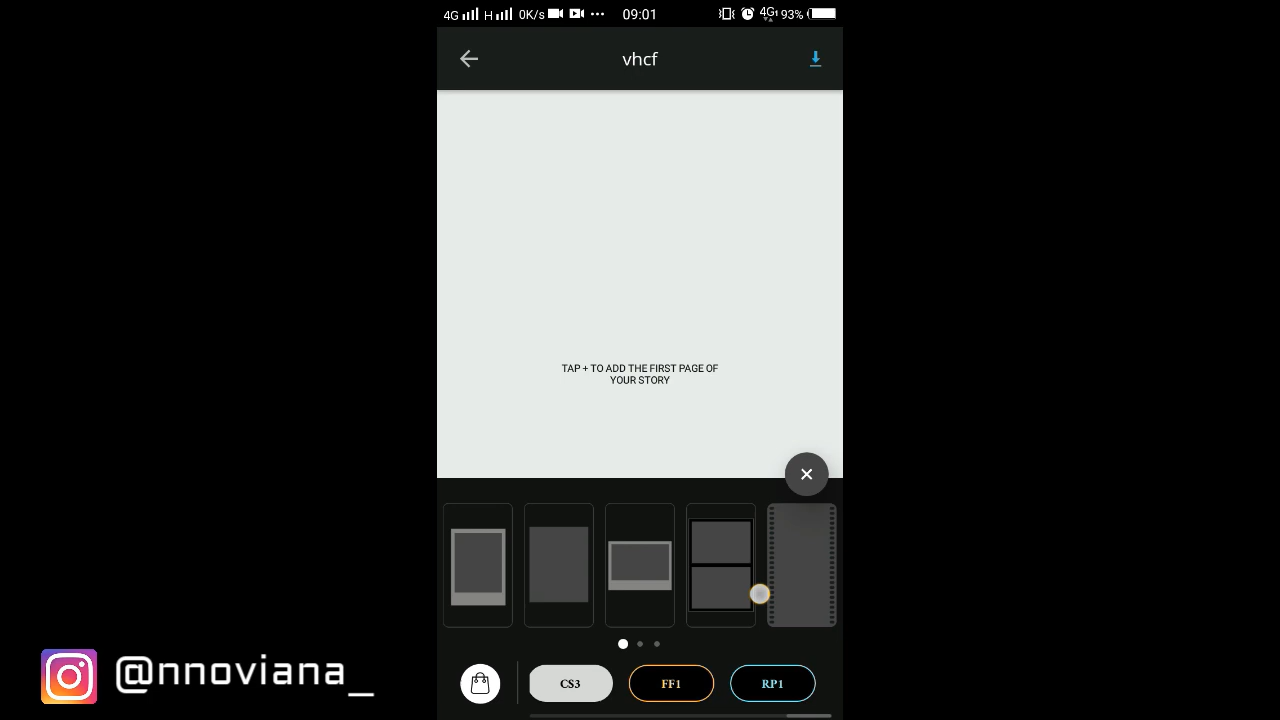 4G H 0K/s 09:01 4G 93%
vhcf
TAP + TO ADD THE FIRST PAGE OF
YOUR STORY
CS3 FF1 RP1
@nnoviana_